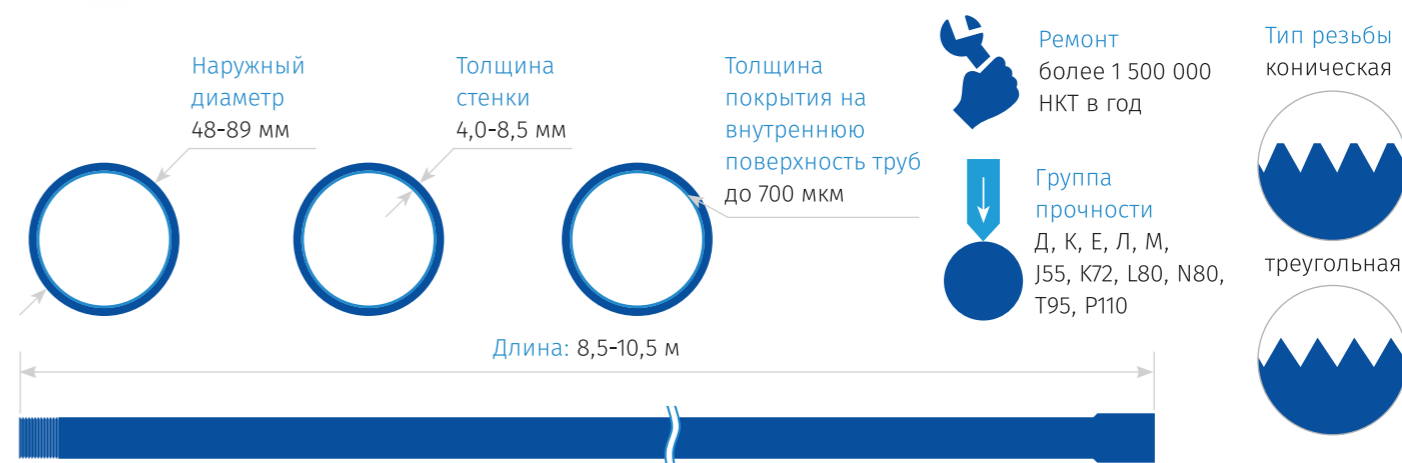 Наружный
диаметр
48-89 мм
Толщина
стенки
4,0-8,5 мм
Толщина
покрытия на
внутреннюю
поверхность труб
до 700 мкм
Ремонт
более 1 500 000
НКТ в год
Группа
прочности
Д, К, Е, Л, М,
J55, K72, L80, N80,
T95, P110
Тип резьбы
коническая
треугольная
Длина: 8,5-10,5 м